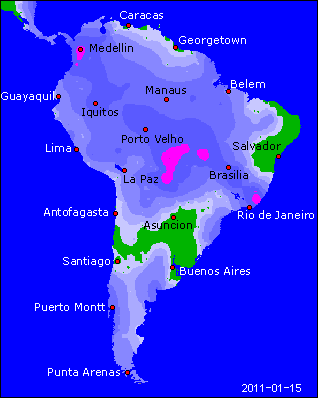 Caracas
Georgetown
Medellin
Manaus
Belem
Guayaquil
Iquitos
Porto Velho
Salvador
Lima
La Paz
Brasilia
Antofagasta
Rio de Janeiro
Asuncion
Santiago
Buenos Aires
Puerto Montt
Punta Arenas
2011-01-15